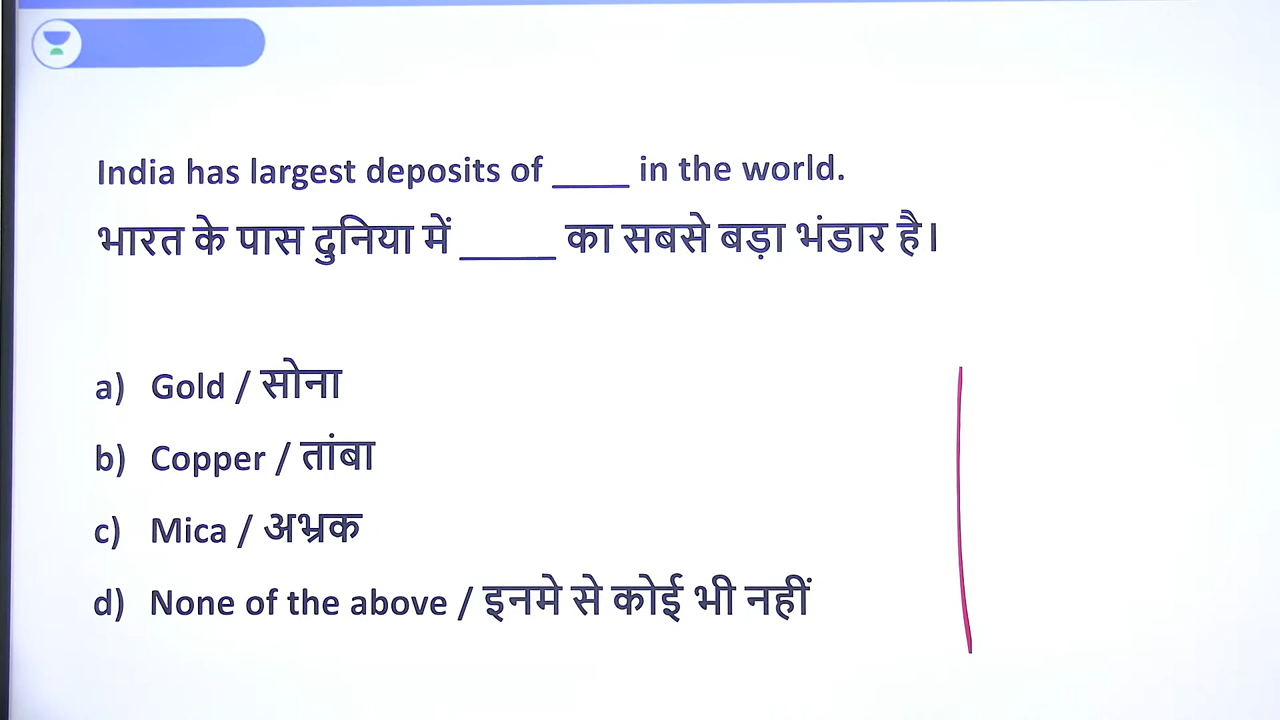 India has largest deposits of ____ in the world.
भारत के पास दुनिया में _____ का सबसे बड़ा भंडार है।
a) Gold / सोना
b) Copper / तांबा
c) Mica / अभ्रक
d) None of the above / इनमे से कोई भी नहीं